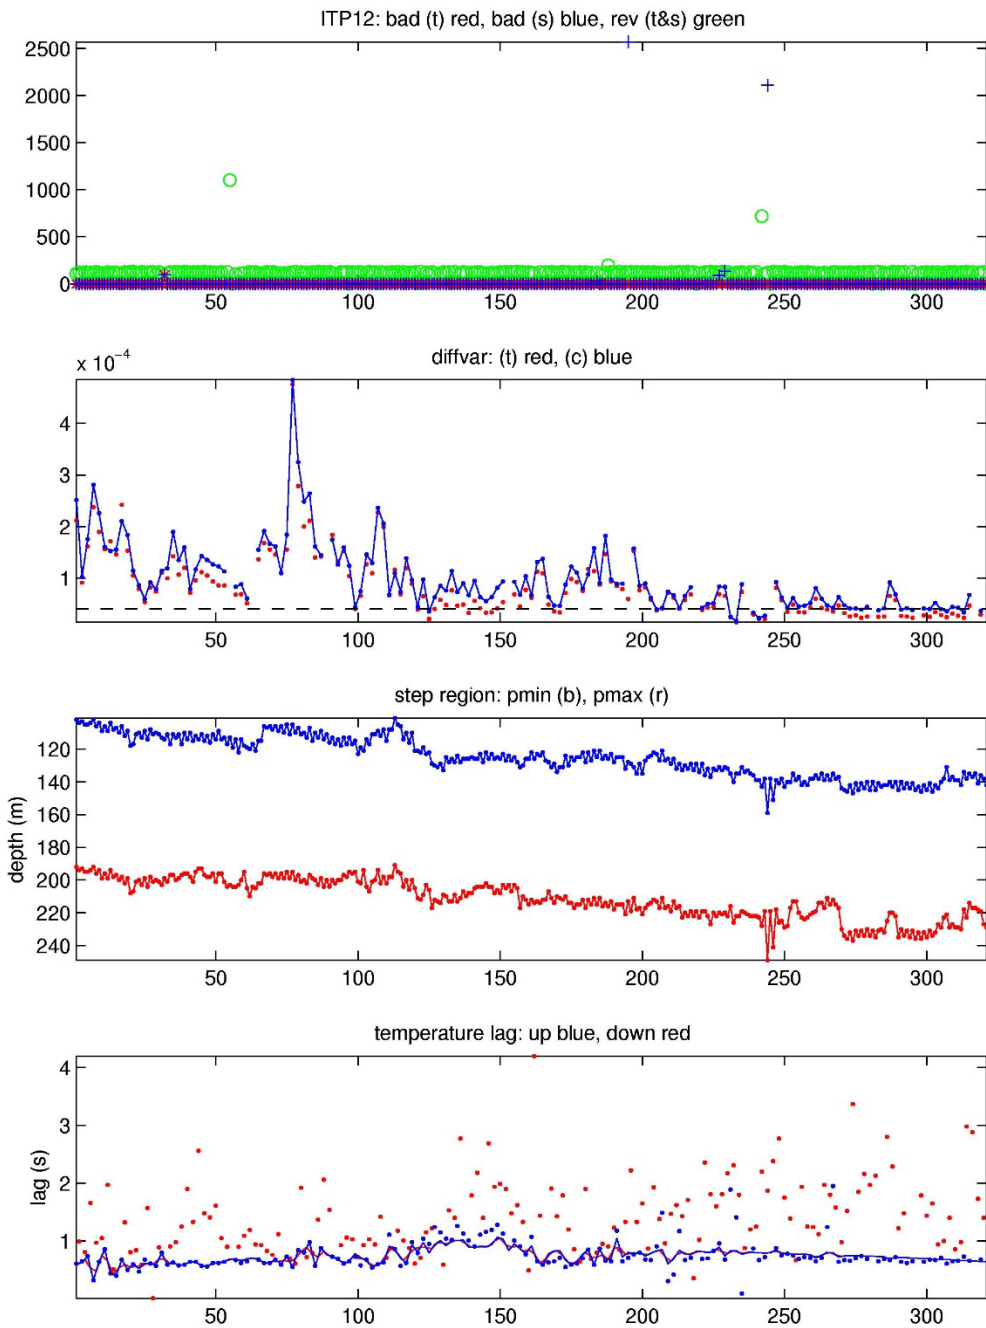 ITP12: bad (t) red, bad (s) blue, rev (t&s) green
2500
2000
1500
1000
500
0
50 100 150 200 250 300
x 10⁻⁴
diffvar: (t) red, (c) blue
4
3
2
1
50 100 150 200 250 300
step region: pmin (b), pmax (r)
depth (m)
120
140
160
180
200
220
240
50 100 150 200 250 300
temperature lag: up blue, down red
lag (s)
4
3
2
1
50 100 150 200 250 300